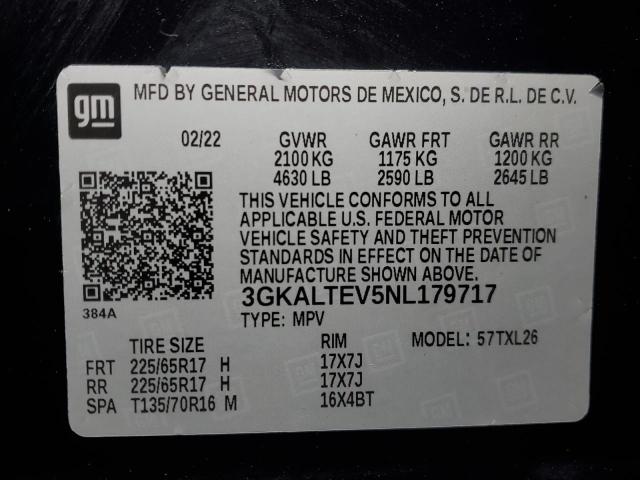 gm
MFD BY GENERAL MOTORS DE MEXICO, S. DE R.L. DE C.V.
02/22 GVWR GAWR FRT GAWR RR
2100 KG 1175 KG 1200 KG
4630 LB 2590 LB 2645 LB
THIS VEHICLE CONFORMS TO ALL
APPLICABLE U.S. FEDERAL MOTOR
VEHICLE SAFETY AND THEFT PREVENTION
STANDARDS IN EFFECT ON THE DATE OF
MANUFACTURE SHOWN ABOVE.
3GKALTEV5NL179717
384A
TYPE: MPV MODEL: 57TXL26
TIRE SIZE RIM
FRT 225/65R17 H 17X7J
RR 225/65R17 H 17X7J
SPA T135/70R16 M 16X4BT